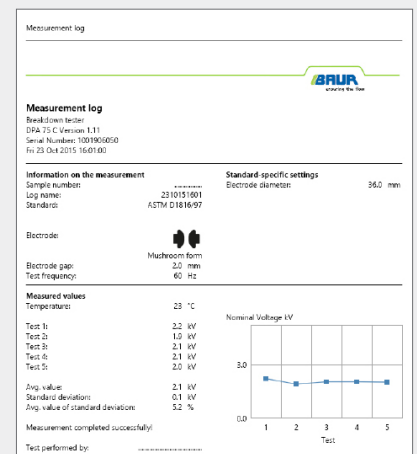 Measurement log
BAUR
ensuring the flow
Measurement log
Breakdown tester
DPA 75 C Version 1.11
Serial Number: 1001906050
Fri 23 Oct 2015 16:01:00
Information on the measurement
Sample number: ..............
Log name: 2310151601
Standard: ASTM D1816/97
Standard-specific settings
Electrode diameter: 36.0 mm
Electrode:
Mushroom form
Electrode gap: 2.0 mm
Test frequency: 60 Hz
Measured values
Temperature: 23 °C
Test 1: 2.2 kV
Test 2: 1.9 kV
Test 3: 2.1 kV
Test 4: 2.1 kV
Test 5: 2.0 kV
Avg. value: 2.1 kV
Standard deviation: 0.1 kV
Avg. value of standard deviation: 5.2 %
Measurement completed successfully!
Test performed by: ........................
Nominal Voltage kV
3.0
0.0
1 2 3 4 5
Test